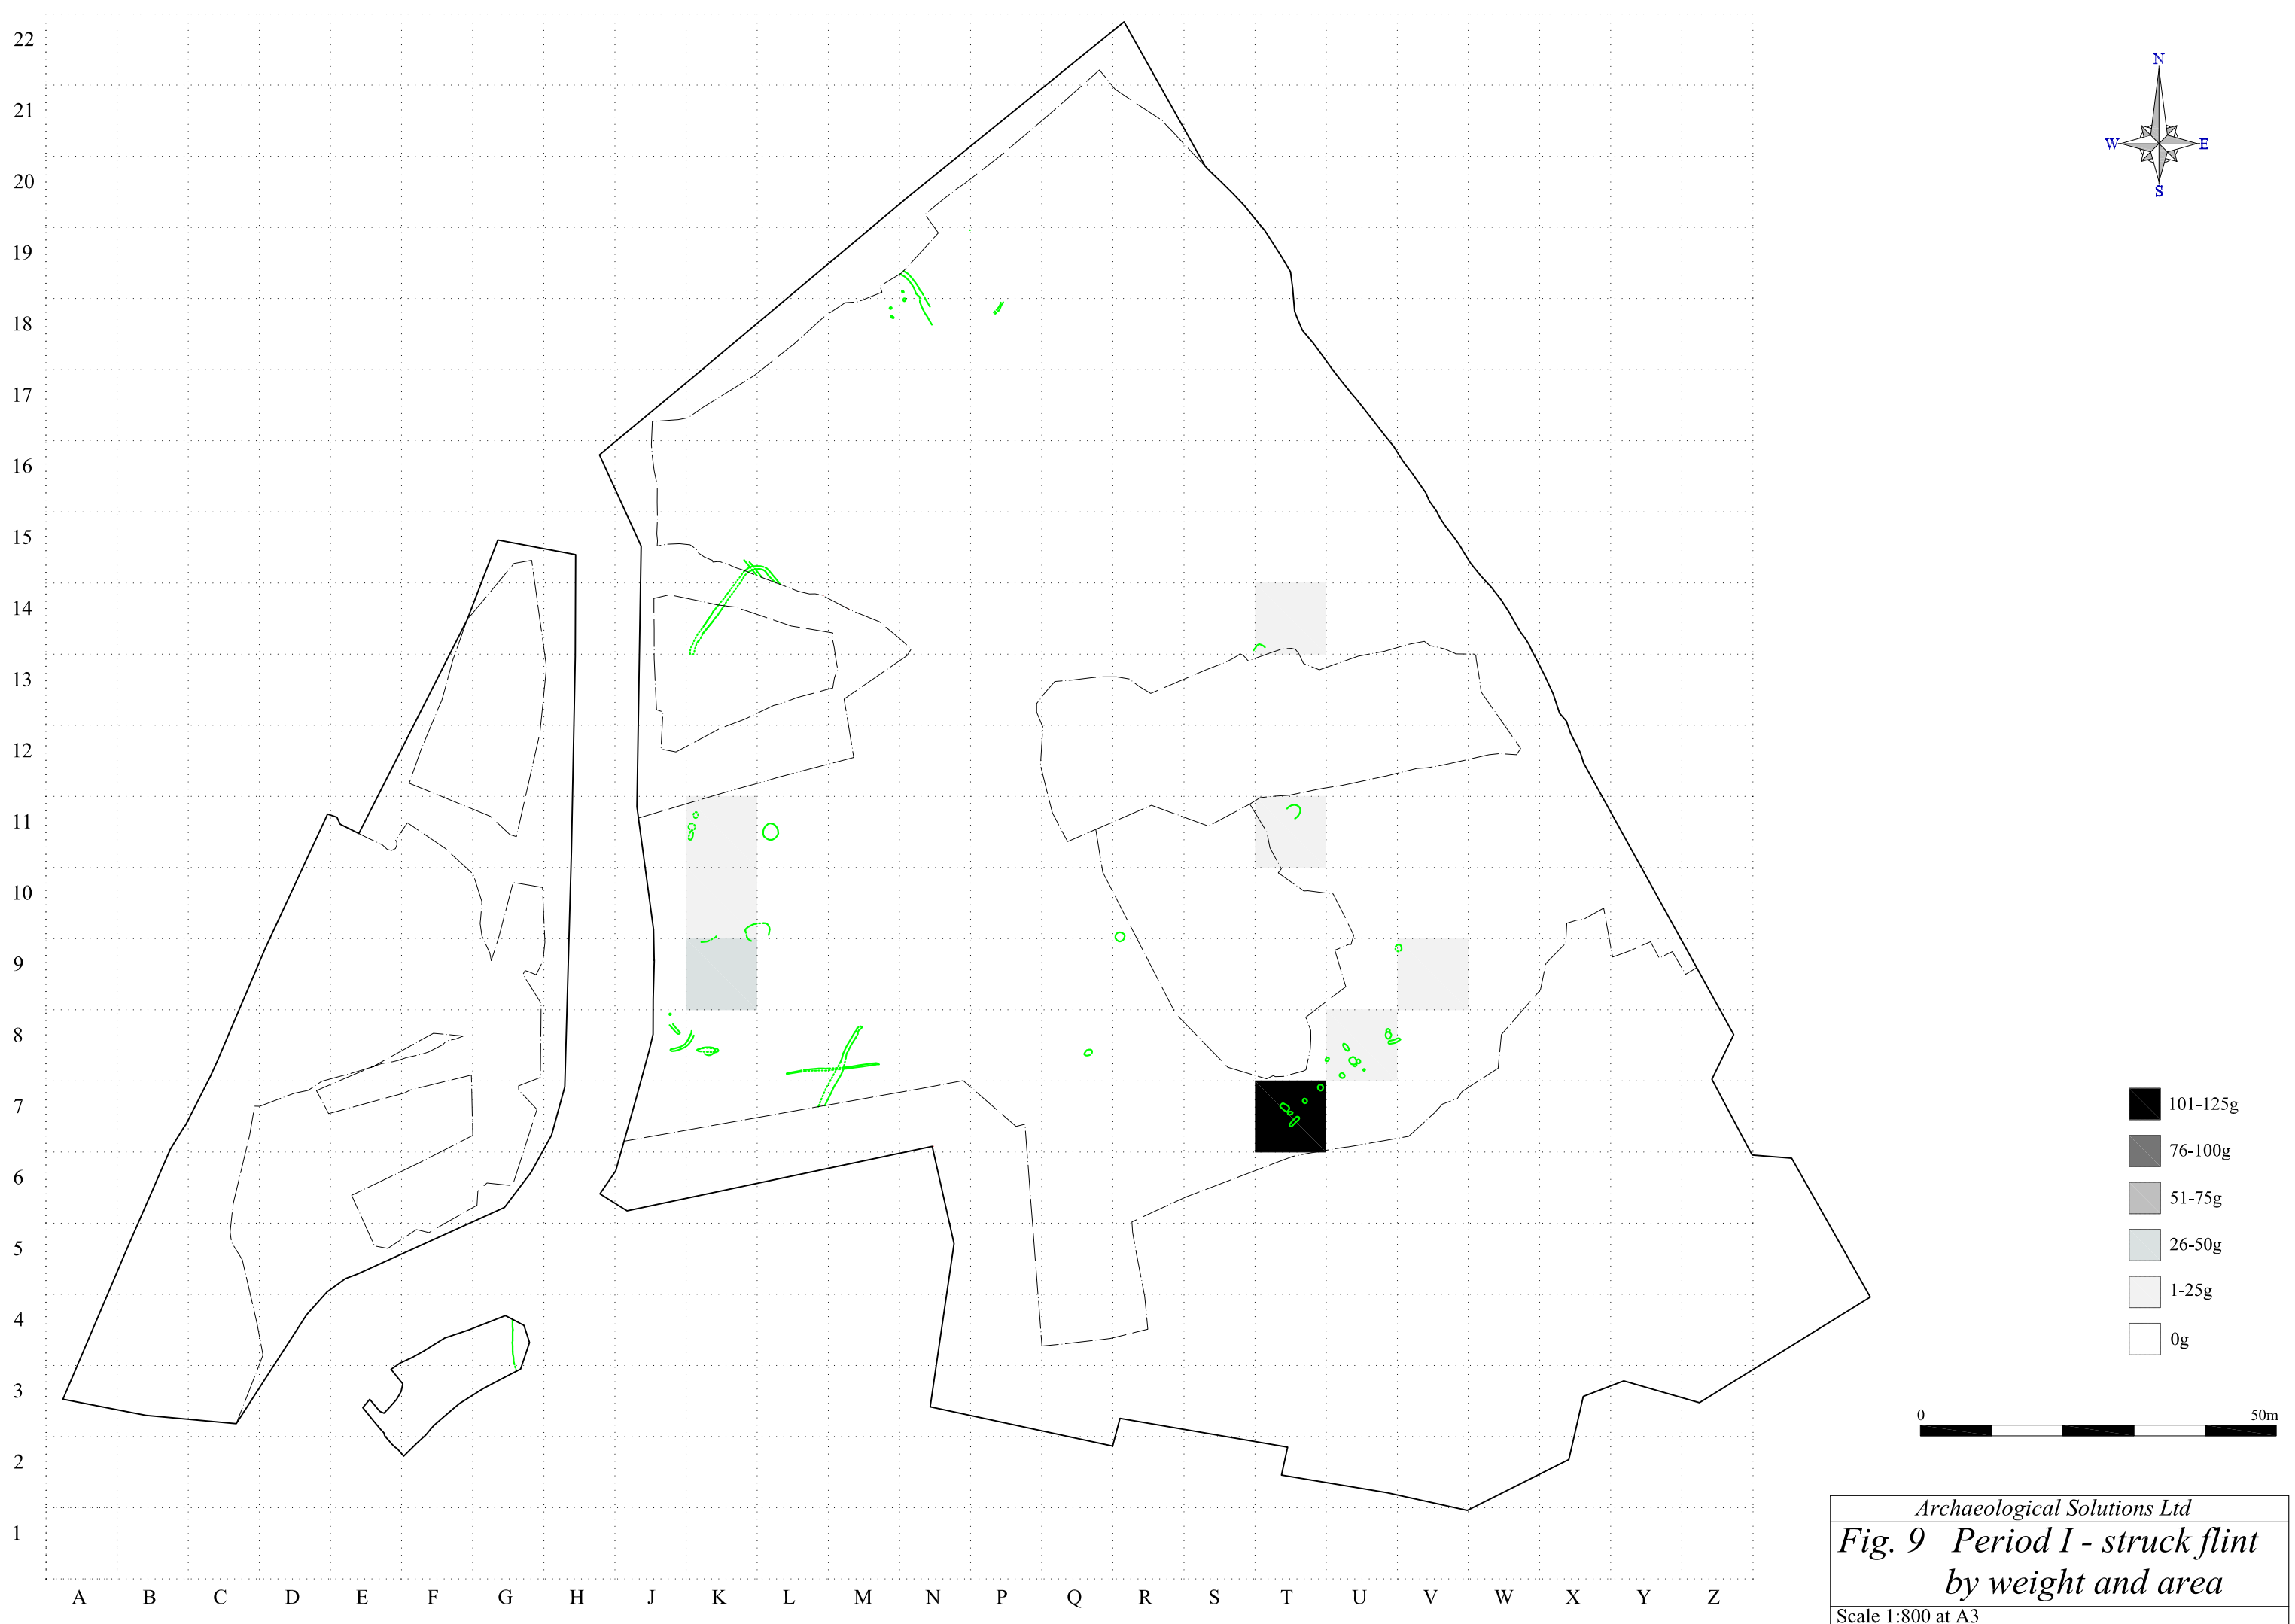 22
21
20
19
18
17
16
15
14
13
12
11
10
9
8
7
6
5
4
3
2
1
A B C D E F G H J K L M N P Q R S T U V W X Y Z
N
W E
S
101-125g
76-100g
51-75g
26-50g
1-25g
0g
0 50m
Archaeological Solutions Ltd
Fig. 9 Period I - struck flint
by weight and area
Scale 1:800 at A3